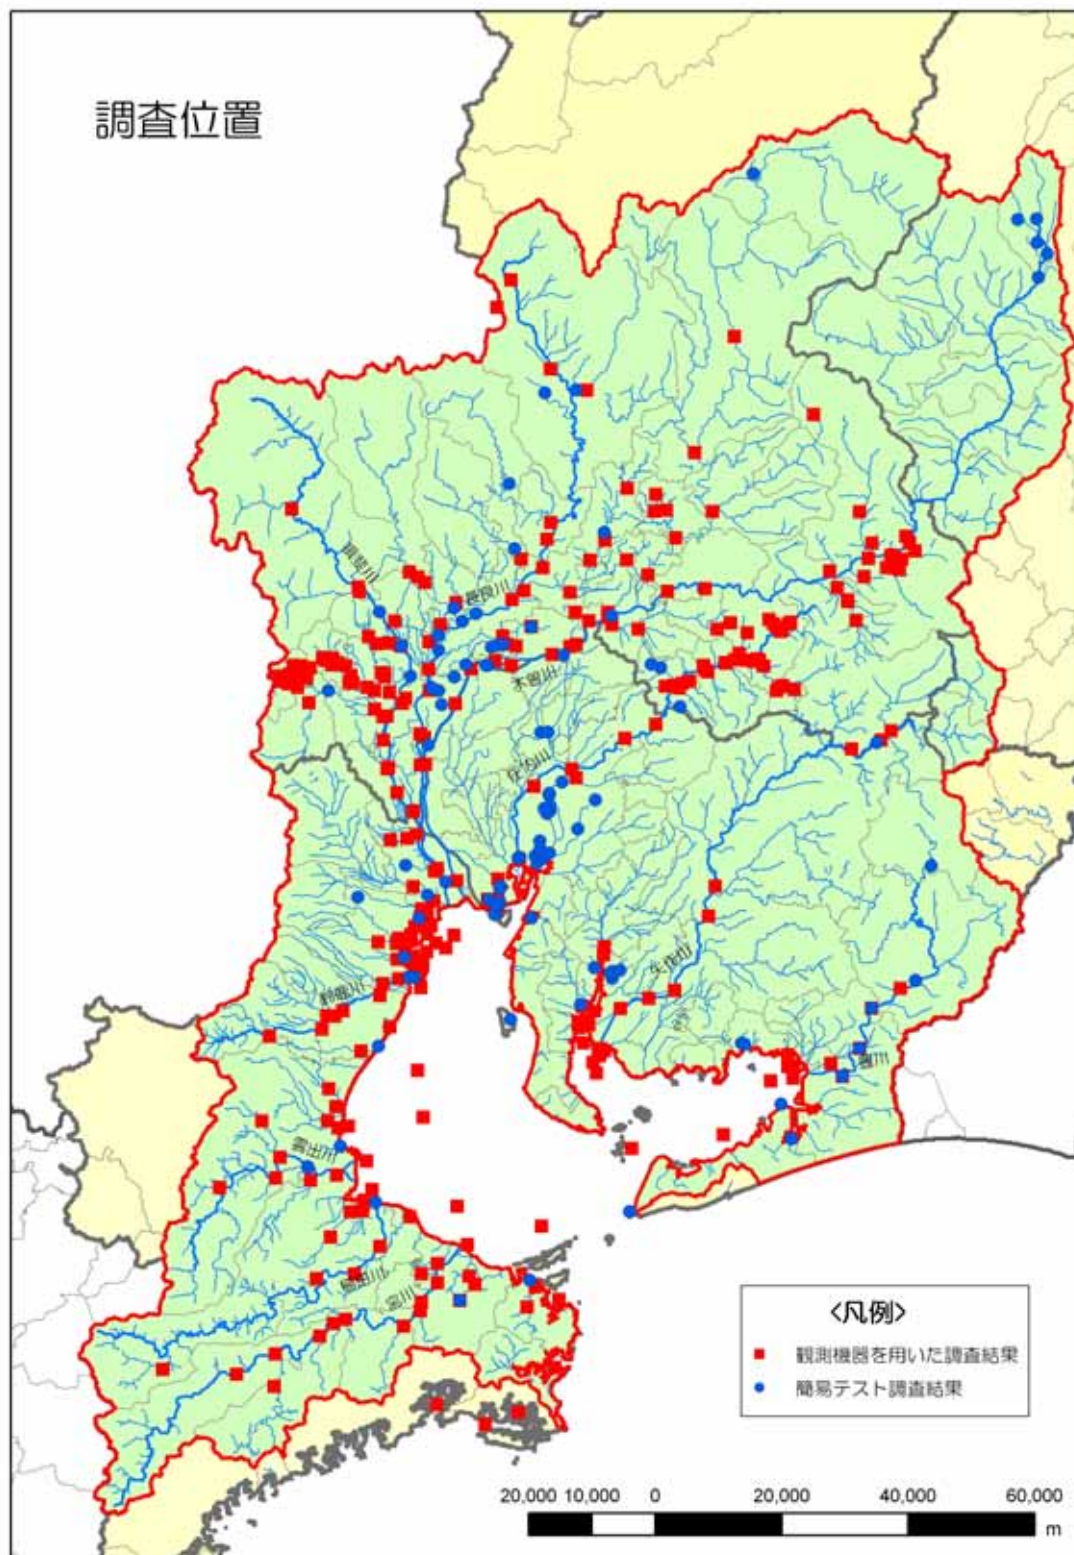 調査位置
揖斐川
長良川
木曽川
庄内川
矢作川
鈴鹿川
豊川
雲出川
櫛田川
宮川
<凡例>
観測機器を用いた調査結果
簡易テスト調査結果
20,000 10,000 0 20,000 40,000 60,000
m